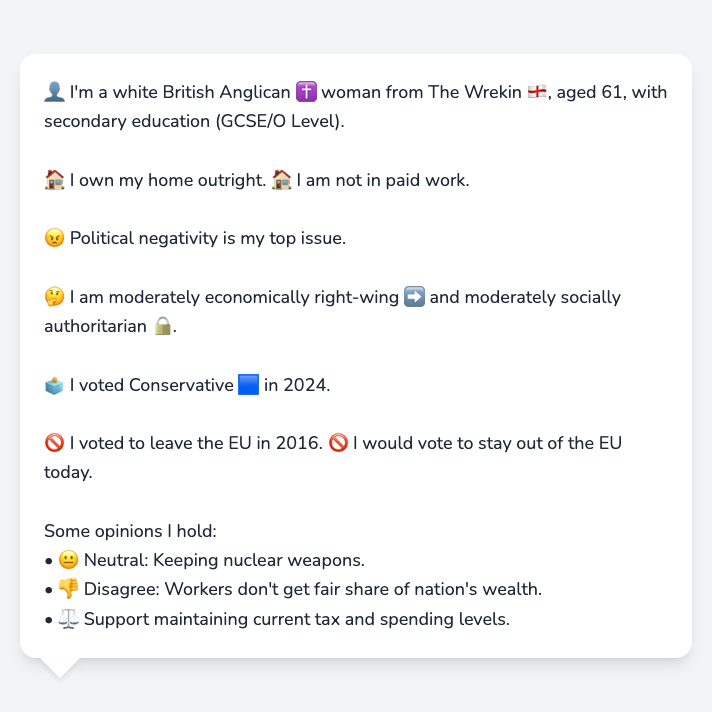 👤 I'm a white British Anglican ✝️ woman from The Wrekin 🏴󠁧󠁢󠁥󠁮󠁧󠁿, aged 61, with
secondary education (GCSE/O Level).
🏠 I own my home outright. 🏠 I am not in paid work.
😠 Political negativity is my top issue.
🤔 I am moderately economically right-wing ➡️ and moderately socially
authoritarian 🔒.
🗳️ I voted Conservative 🟦 in 2024.
🚫 I voted to leave the EU in 2016. 🚫 I would vote to stay out of the EU
today.
Some opinions I hold:
• 😐 Neutral: Keeping nuclear weapons.
• 👎 Disagree: Workers don't get fair share of nation's wealth.
• ⚖️ Support maintaining current tax and spending levels.